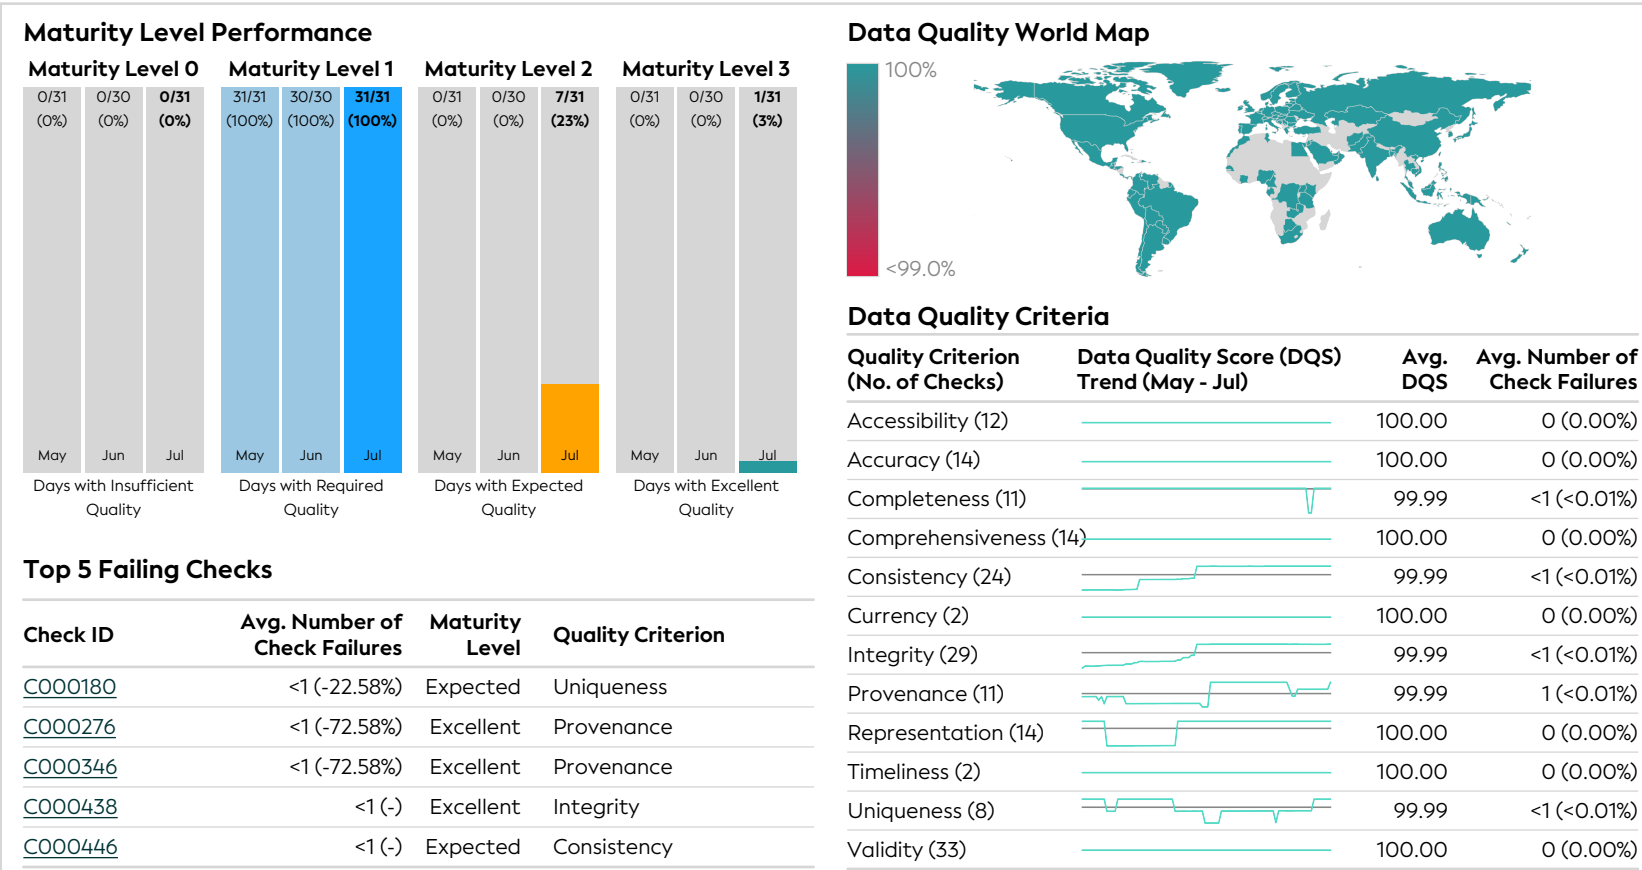 Maturity Level Performance
Maturity Level 0 Maturity Level 1 Maturity Level 2 Maturity Level 3
0/31 0/30 0/31 31/31 30/30 31/31 0/31 0/30 7/31 0/31 0/30 1/31
(0%) (0%) (0%) (100%) (100%) (100%) (0%) (0%) (23%) (0%) (0%) (3%)
May Jun Jul May Jun Jul May Jun Jul May Jun Jul
Days with Insufficient Days with Required Days with Expected Days with Excellent
Quality Quality Quality Quality
Top 5 Failing Checks
Check ID Avg. Number of Maturity Quality Criterion
Check Failures Level
C000180 <1 (-22.58%) Expected Uniqueness
C000276 <1 (-72.58%) Excellent Provenance
C000346 <1 (-72.58%) Excellent Provenance
C000438 <1 (-) Excellent Integrity
C000446 <1 (-) Expected Consistency
Data Quality World Map
100%
<99.0%
Data Quality Criteria
Quality Criterion Data Quality Score (DQS) Avg. Avg. Number of
(No. of Checks) Trend (May - Jul) DQS Check Failures
Accessibility (12) 100.00 0 (0.00%)
Accuracy (14) 100.00 0 (0.00%)
Completeness (11) 99.99 <1 (<0.01%)
Comprehensiveness (14) 100.00 0 (0.00%)
Consistency (24) 99.99 <1 (<0.01%)
Currency (2) 100.00 0 (0.00%)
Integrity (29) 99.99 <1 (<0.01%)
Provenance (11) 99.99 1 (<0.01%)
Representation (14) 100.00 0 (0.00%)
Timeliness (2) 100.00 0 (0.00%)
Uniqueness (8) 99.99 <1 (<0.01%)
Validity (33) 100.00 0 (0.00%)